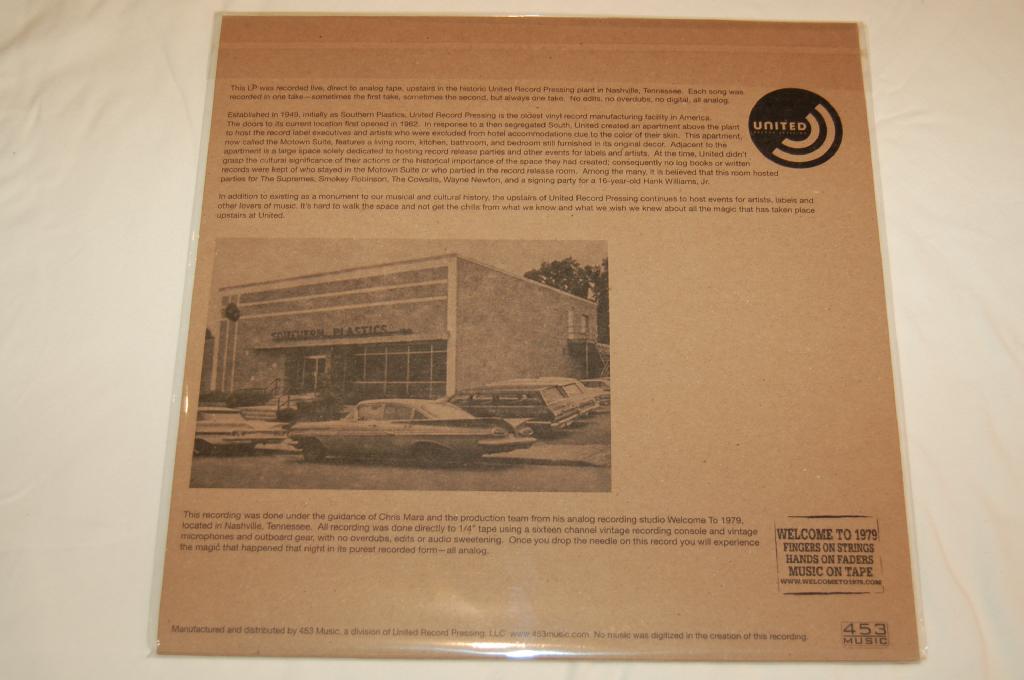 This LP was recorded live, direct to analog tape, upstairs in the historic United Record Pressing plant in Nashville, Tennessee. Each song was
recorded in one take—sometimes the first take, sometimes the second, but always one take. No edits, no overdubs, no digital, all analog.
Established in 1949, initially as Southern Plastics, United Record Pressing is the oldest vinyl record manufacturing facility in America.
The doors to its current location first opened in 1962. In response to a then segregated South, United created an apartment above the plant
to host the record label executives and artists who were excluded from hotel accommodations due to the color of their skin. This apartment,
now called the Motown Suite, features a living room, kitchen, bathroom, and bedroom still furnished in its original decor. Adjacent to the
apartment is a large space solely dedicated to hosting record release parties and other events for labels and artists. At the time, United didn't
grasp the cultural significance of their actions or the historical importance of the space they had created; consequently no log books or written
records were kept of who stayed in the Motown Suite or who partied in the record release room. Among the many, it is believed that this room hosted
parties for The Supremes, Smokey Robinson, The Cowsills, Wayne Newton, and a signing party for a 16-year-old Hank Williams, Jr.
UNITED
RECORD PRESSING
In addition to existing as a monument to our musical and cultural history, the upstairs of United Record Pressing continues to host events for artists, labels and
other lovers of music. It's hard to walk the space and not get the chills from what we know and what we wish we knew about all the magic that has taken place
upstairs at United.
SOUTHERN PLASTICS
This recording was done under the guidance of Chris Mara and the production team from his analog recording studio Welcome To 1979,
located in Nashville, Tennessee. All recording was done directly to 1/4" tape using a sixteen channel vintage recording console and vintage
microphones and outboard gear, with no overdubs, edits or audio sweetening. Once you drop the needle on this record you will experience
the magic that happened that night in its purest recorded form—all analog.
WELCOME TO 1979
FINGERS ON STRINGS
HANDS ON FADERS
MUSIC ON TAPE
WWW.WELCOMETO1979.COM
Manufactured and distributed by 453 Music, a division of United Record Pressing, LLC www.453music.com No music was digitized in the creation of this recording.
453
MUSIC